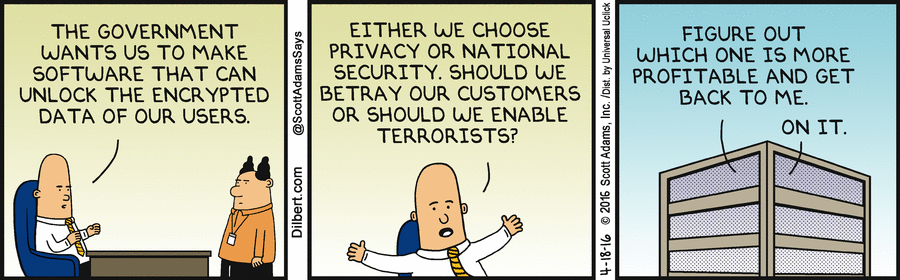 THE GOVERNMENT
WANTS US TO MAKE
SOFTWARE THAT CAN
UNLOCK THE ENCRYPTED
DATA OF OUR USERS.
Dilbert.com @ScottAdamsSays
EITHER WE CHOOSE
PRIVACY OR NATIONAL
SECURITY. SHOULD WE
BETRAY OUR CUSTOMERS
OR SHOULD WE ENABLE
TERRORISTS?
4-18-16 © 2016 Scott Adams, Inc. /Dist. by Universal Uclick
FIGURE OUT
WHICH ONE IS MORE
PROFITABLE AND GET
BACK TO ME.
ON IT.